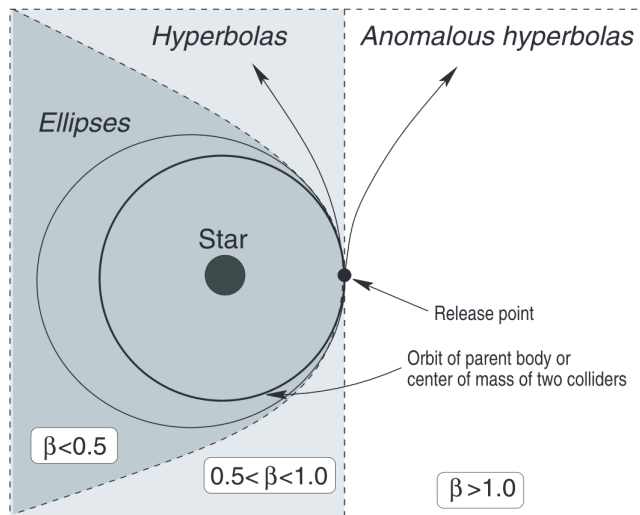 Hyperbolas
Anomalous hyperbolas
Ellipses
Star
Release point
Orbit of parent body or
center of mass of two colliders
β<0.5
0.5< β<1.0
β>1.0